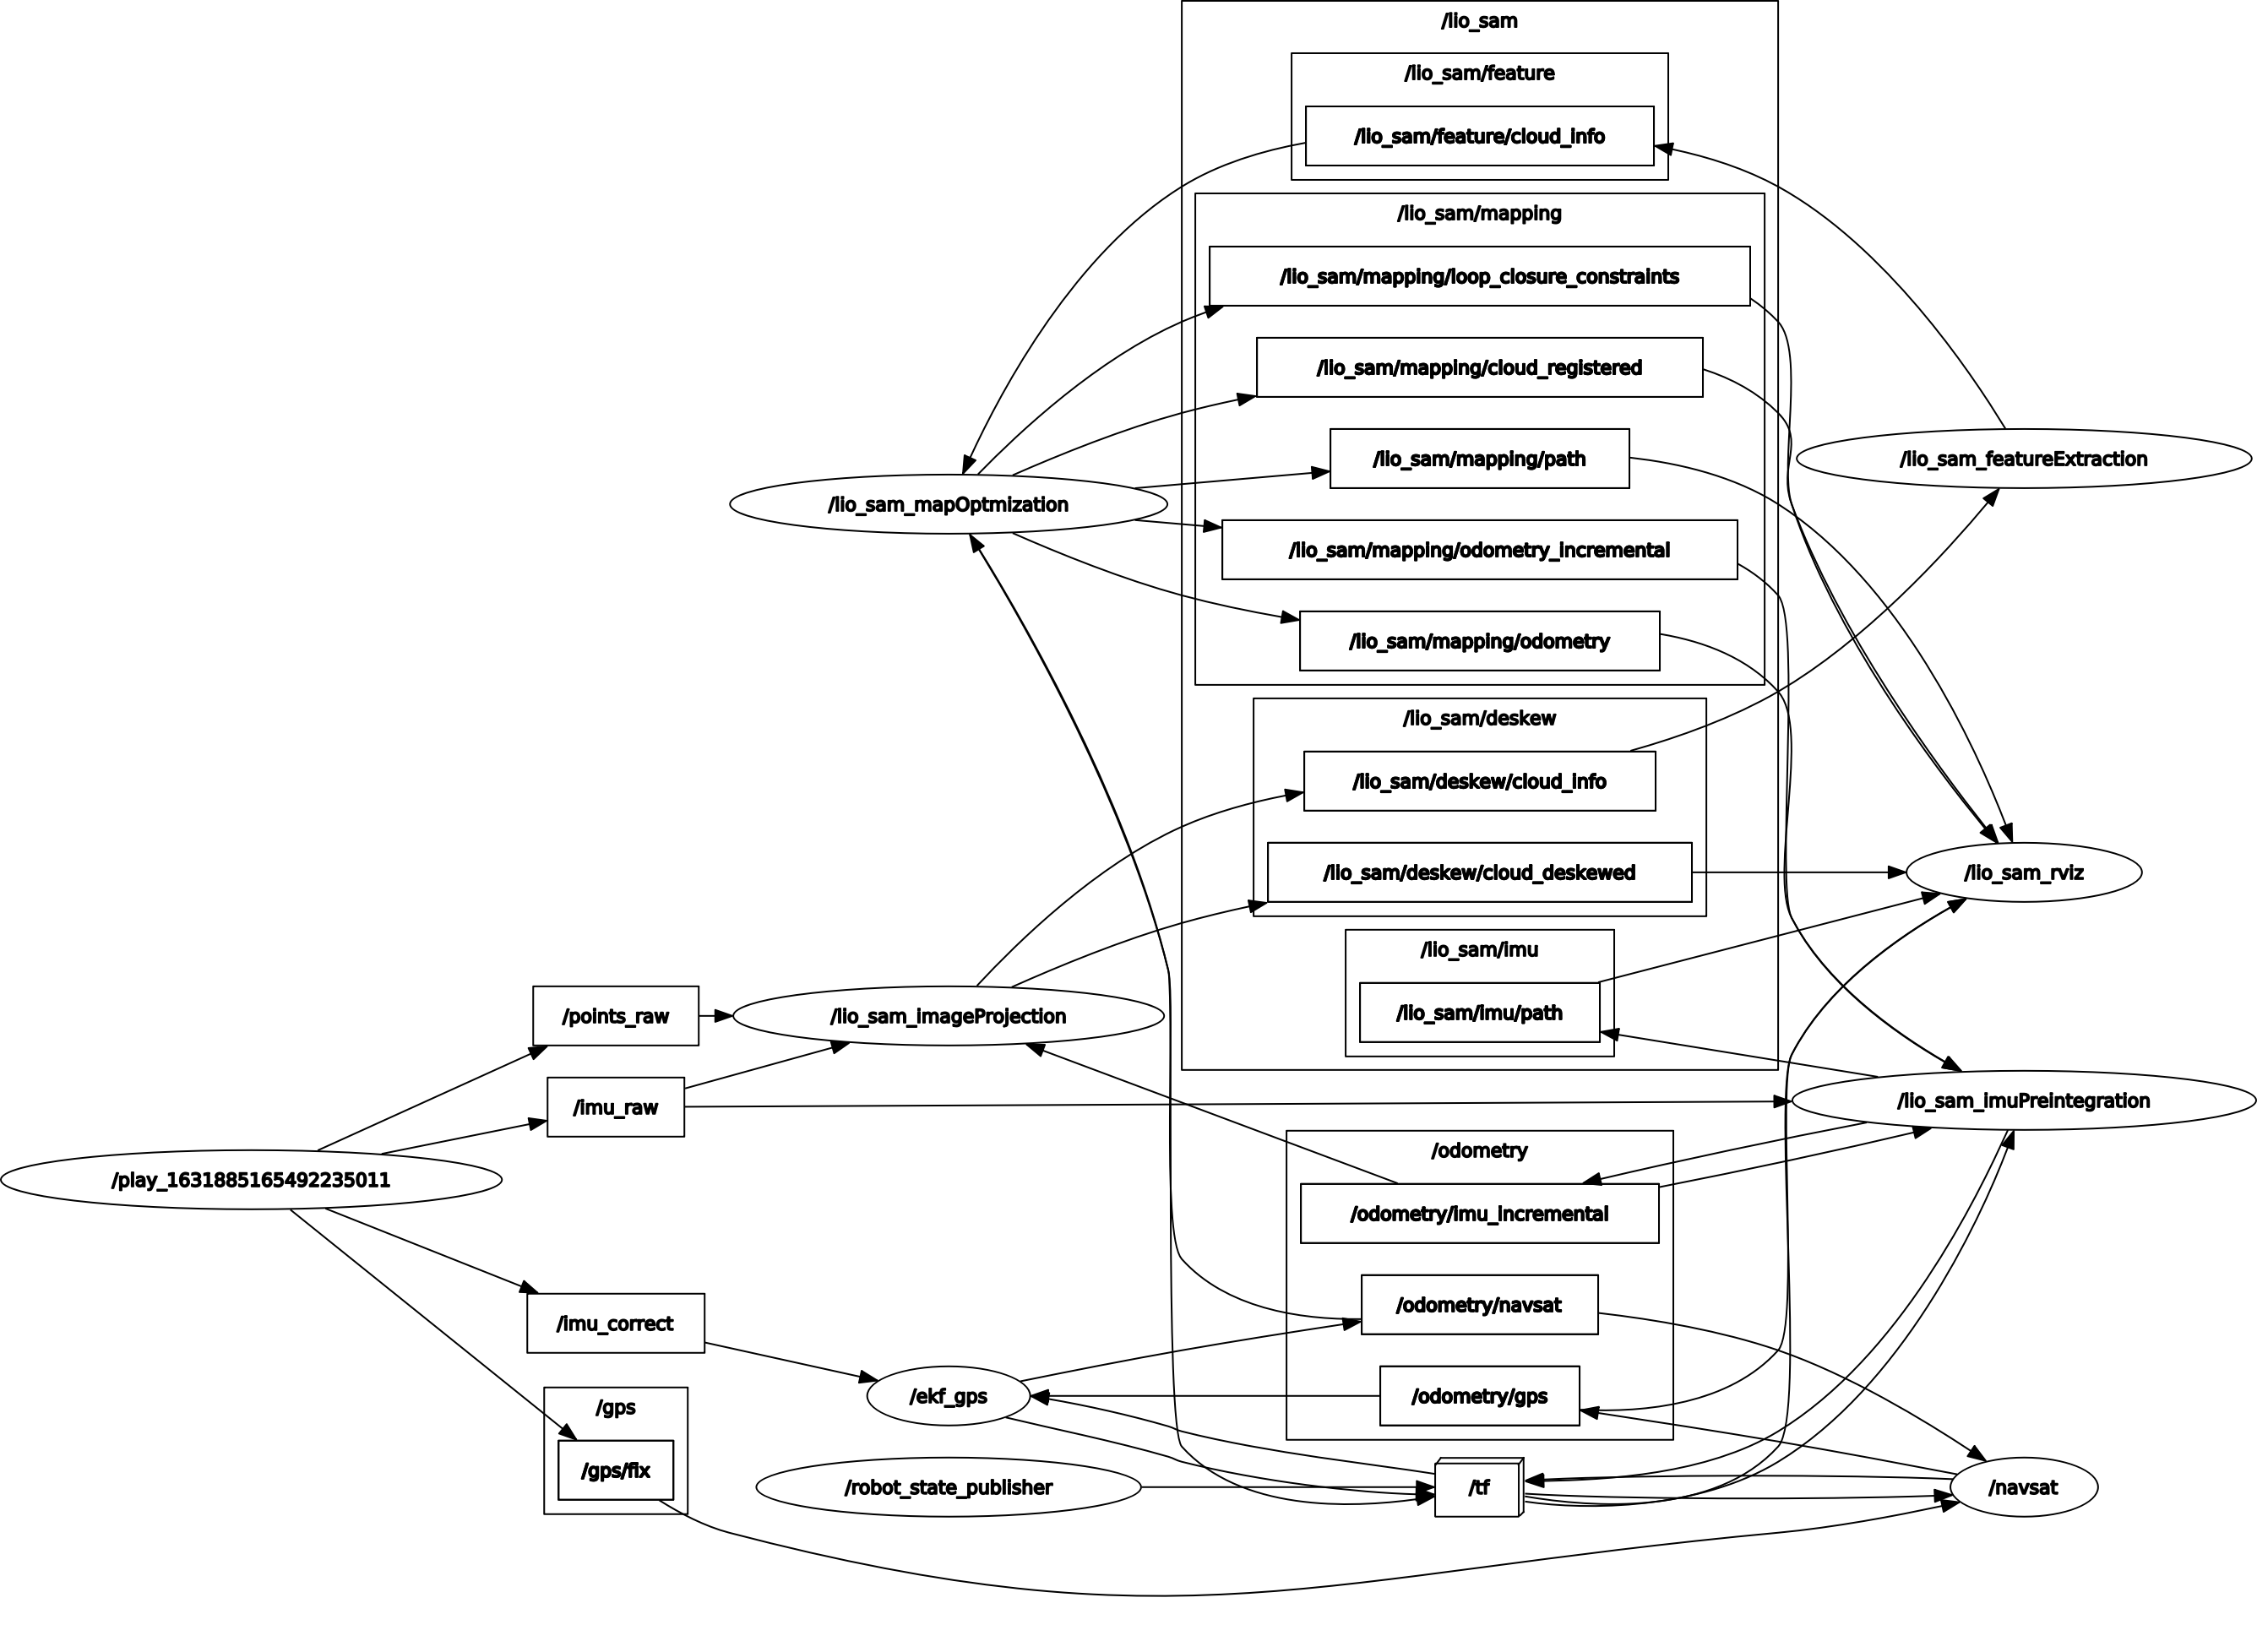 /lio_sam
/lio_sam/feature
/lio_sam/feature/cloud_info
/lio_sam/mapping
/lio_sam/mapping/loop_closure_constraints
/lio_sam/mapping/cloud_registered
/lio_sam/mapping/path
/lio_sam_featureExtraction
/lio_sam_mapOptmization
/lio_sam/mapping/odometry_incremental
/lio_sam/mapping/odometry
/lio_sam/deskew
/lio_sam/deskew/cloud_info
/lio_sam/deskew/cloud_deskewed
/lio_sam_rviz
/lio_sam/imu
/lio_sam/imu/path
/points_raw
/lio_sam_imageProjection
/imu_raw
/lio_sam_imuPreintegration
/odometry
/play_1631885165492235011
/odometry/imu_incremental
/odometry/navsat
/imu_correct
/ekf_gps
/odometry/gps
/gps
/gps/fix
/robot_state_publisher
/tf
/navsat